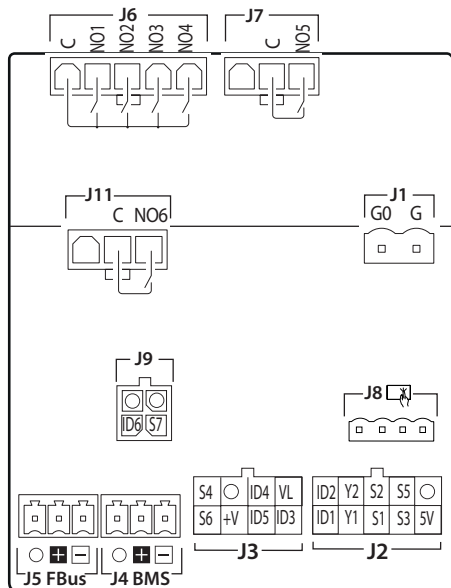 J6 J7
C NO1 NO2 NO3 NO4 C NO5
J11 J1
C NO6 G0 G
J9 J8
ID6 S7
S4 ID4 VL ID2 Y2 S2 S5
S6 +V ID5 ID3 ID1 Y1 S1 S3 5V
+ − + −
J5 FBus J4 BMS J3 J2